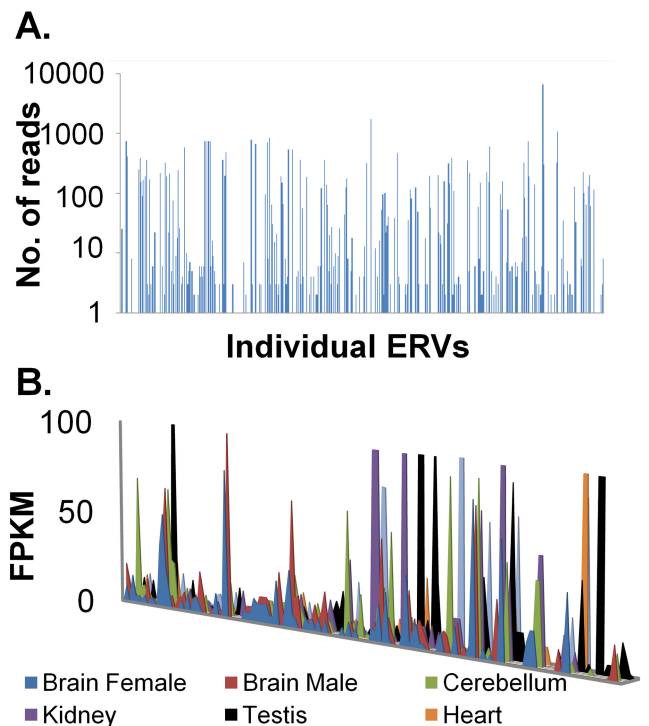 A.
10000
1000
100
10
1
No. of reads
Individual ERVs
B.
100
50
0
FPKM
Brain Female
Brain Male
Cerebellum
Kidney
Testis
Heart